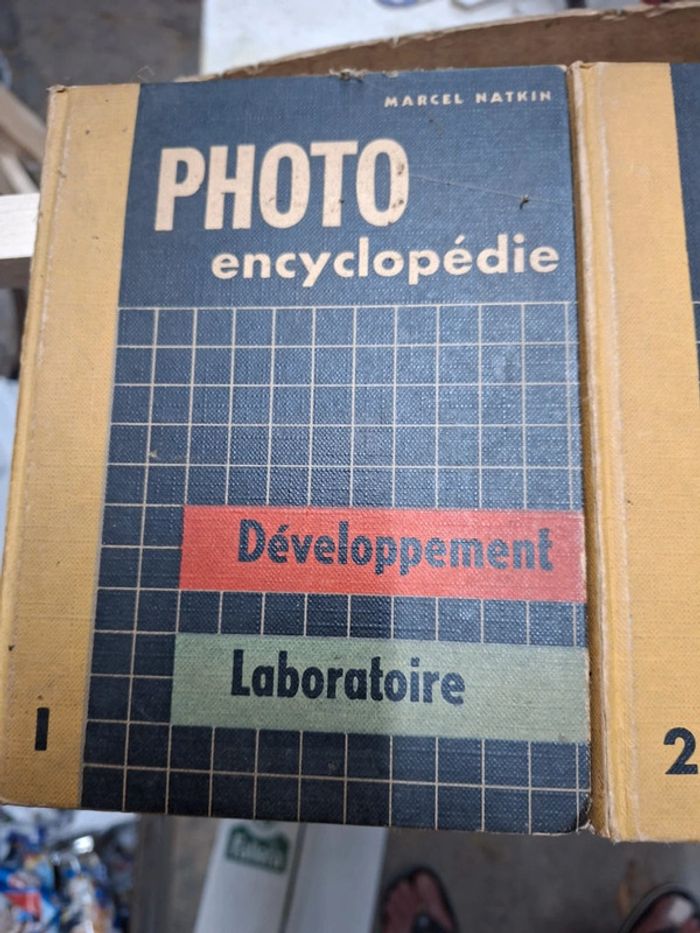 MARCEL NATKIN
PHOTO
encyclopédie
Développement
Laboratoire
1
2